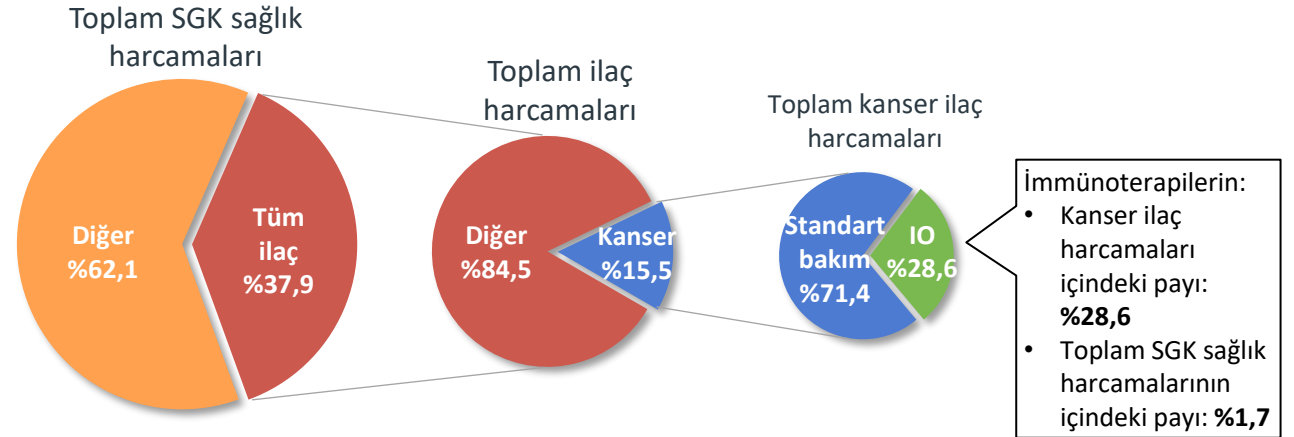 Toplam SGK sağlık
harcamaları
Diğer
%62,1
Tüm
ilaç
%37,9
Toplam ilaç
harcamaları
Diğer
%84,5
Kanser
%15,5
Toplam kanser ilaç
harcamaları
Standart
bakım
%71,4
IO
%28,6
İmmünoterapilerin:
• Kanser ilaç
harcamaları
içindeki payı:
%28,6
• Toplam SGK sağlık
harcamalarının
içindeki payı: %1,7